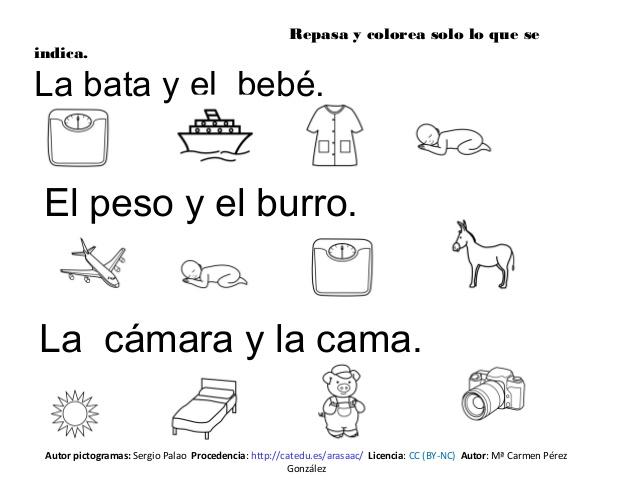 Repasa y colorea solo lo que se
indica.
La bata y el bebé.
El peso y el burro.
La cámara y la cama.
Autor pictogramas: Sergio Palao Procedencia: http://catedu.es/arasaac/ Licencia: CC (BY-NC) Autor: Mª Carmen Pérez
González